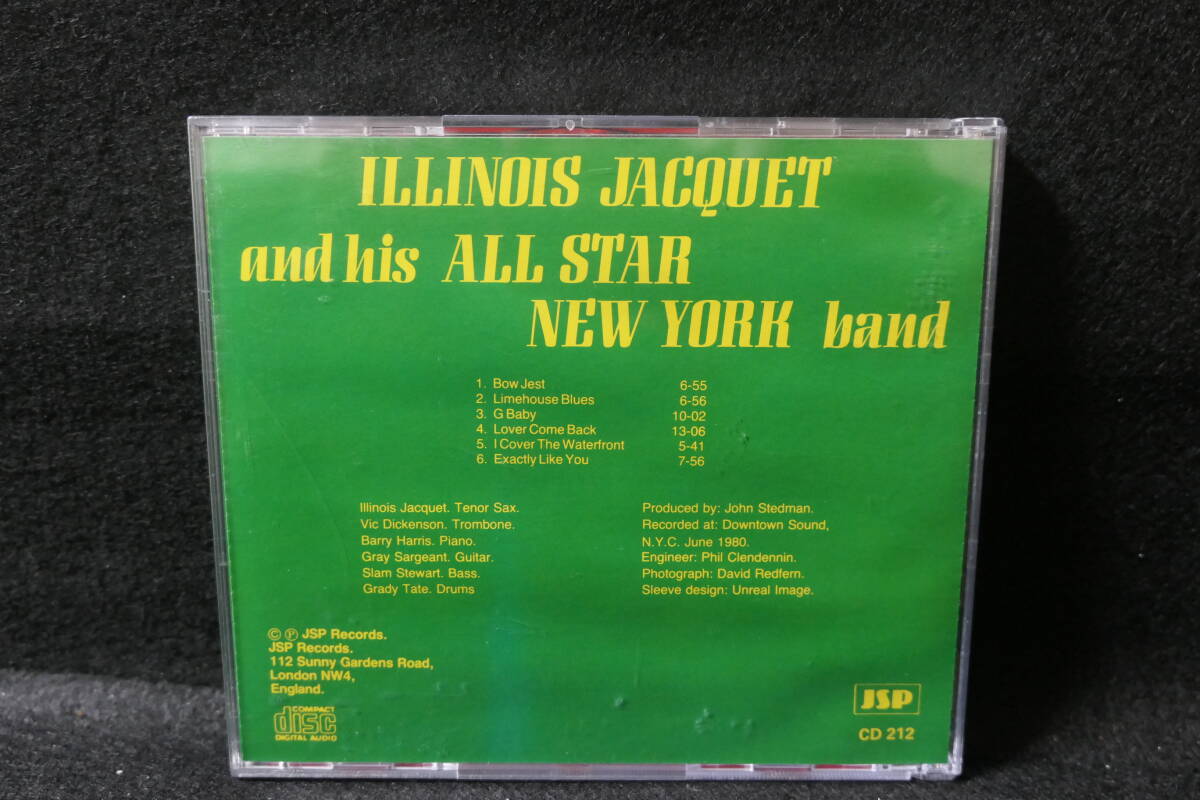 ILLINOIS JACQUET
and his ALL STAR
NEW YORK band
1. Bow Jest 6-55
2. Limehouse Blues 6-56
3. G Baby 10-02
4. Lover Come Back 13-06
5. I Cover The Waterfront 5-41
6. Exactly Like You 7-56
Illinois Jacquet. Tenor Sax.
Vic Dickenson. Trombone.
Barry Harris. Piano.
Gray Sargeant. Guitar.
Slam Stewart. Bass.
Grady Tate. Drums
Produced by: John Stedman.
Recorded at: Downtown Sound,
N.Y.C. June 1980.
Engineer: Phil Clendennin.
Photograph: David Redfern.
Sleeve design: Unreal Image.
© ℗ JSP Records.
JSP Records.
112 Sunny Gardens Road,
London NW4,
England.
COMPACT
disc
DIGITAL AUDIO
JSP
CD 212